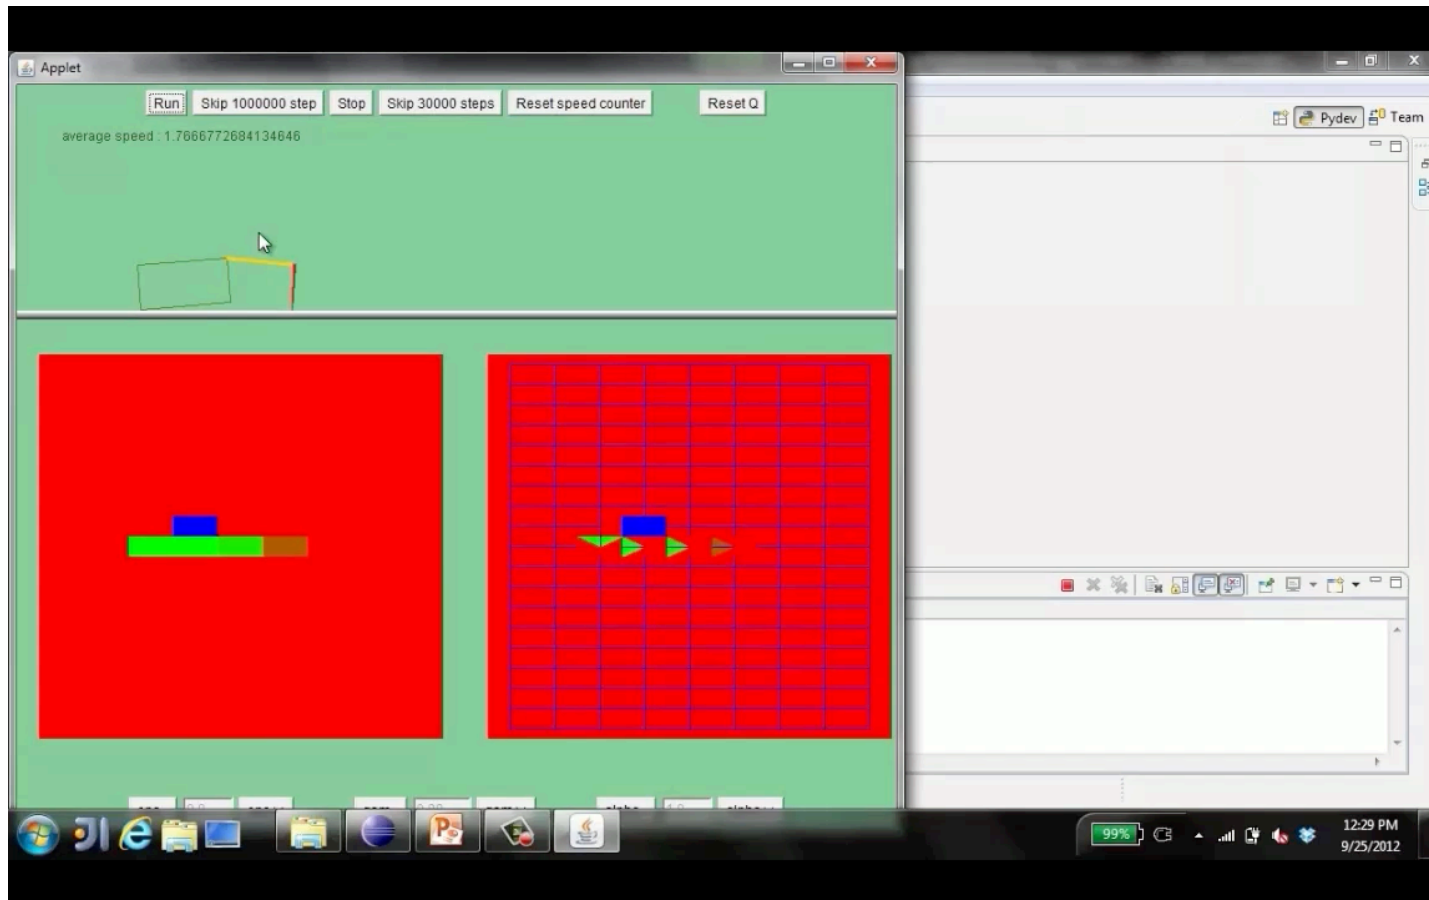 Applet
Run Skip 1000000 step Stop Skip 30000 steps Reset speed counter Reset Q
average speed : 1.7666772684134646
Pydev Team
99%
12:29 PM
9/25/2012